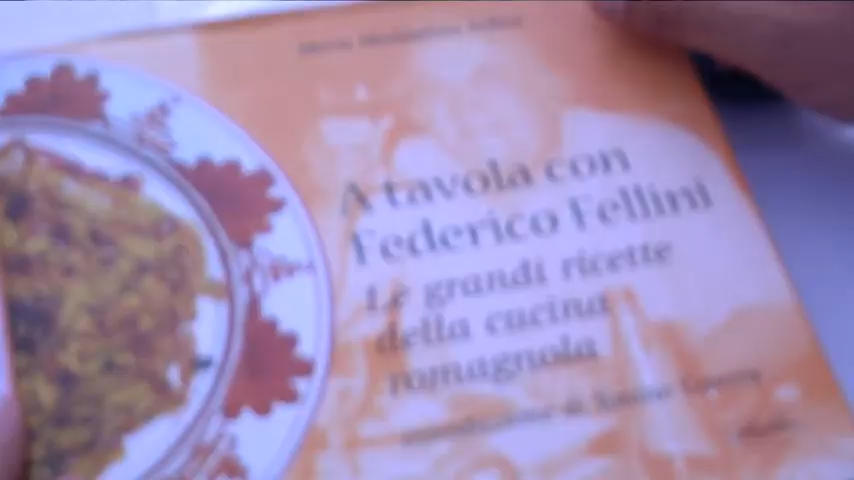 A tavola con
Federico Fellini
Le grandi ricette
della cucina
romagnola